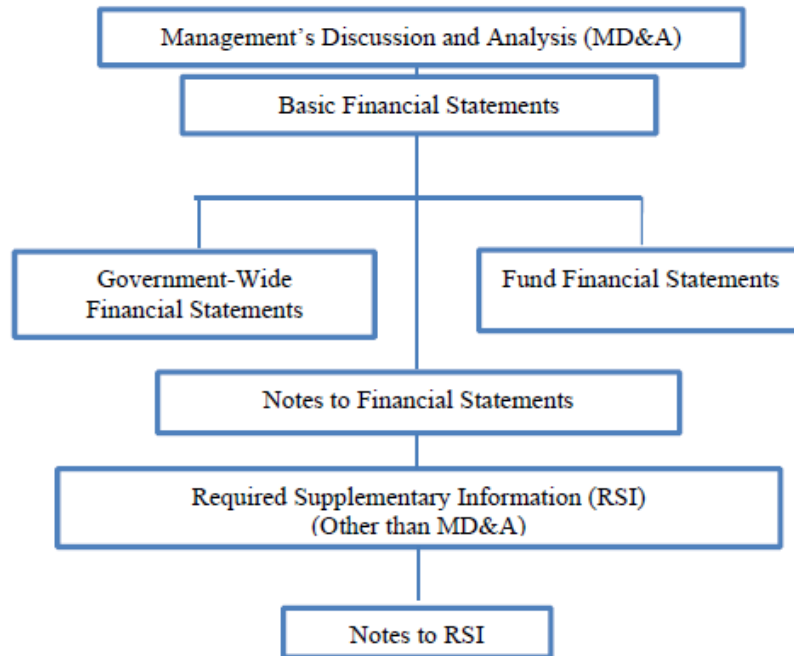 Management’s Discussion and Analysis (MD&A)
Basic Financial Statements
Government-Wide
Financial Statements
Fund Financial Statements
Notes to Financial Statements
Required Supplementary Information (RSI)
(Other than MD&A)
Notes to RSI